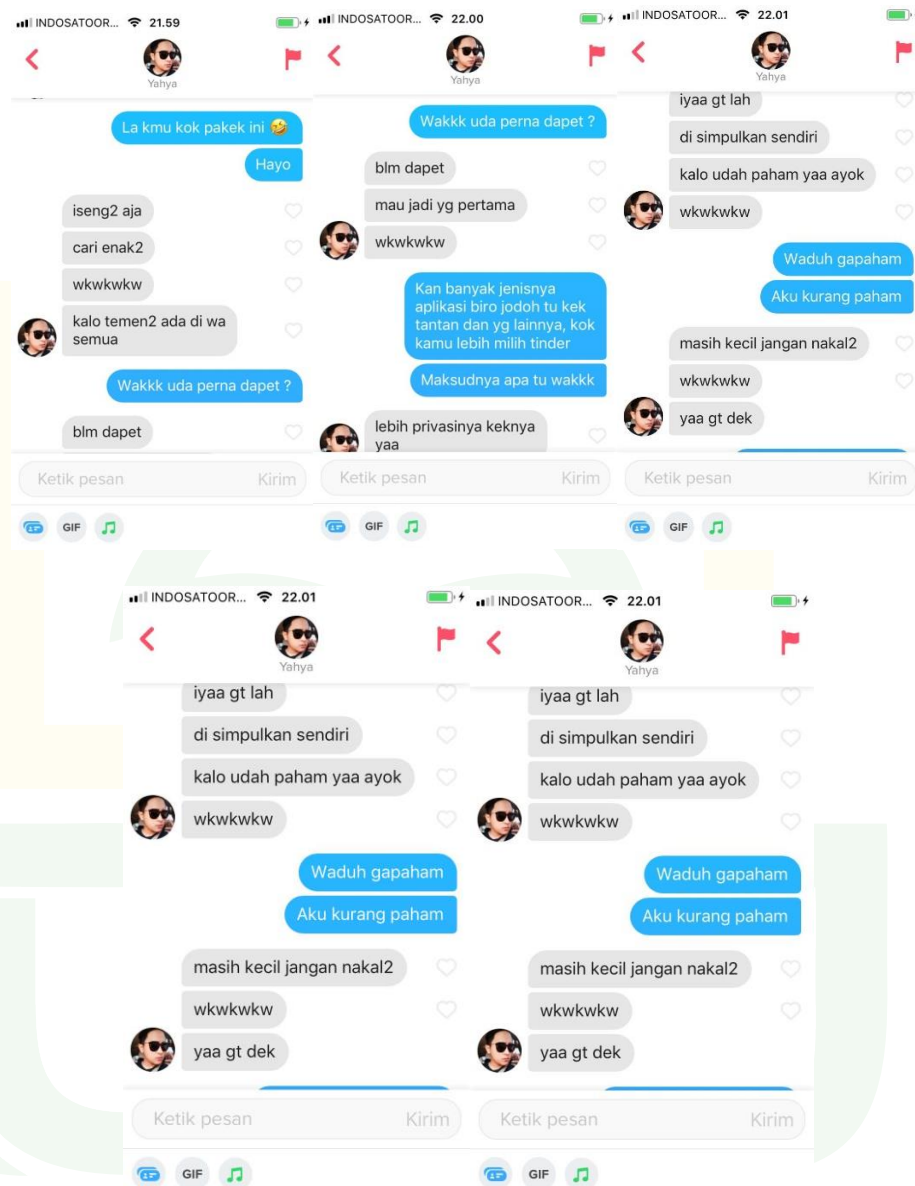 INDOSATOOR... 21.59
Yahya
La kmu kok pakek ini 🤣
Hayo
iseng2 aja
cari enak2
wkwkwkw
kalo temen2 ada di wa
semua
Wakkk uda perna dapet ?
blm dapet
Ketik pesan Kirim
GIF
INDOSATOOR... 22.00
Yahya
Wakkk uda perna dapet ?
blm dapet
mau jadi yg pertama
wkwkwkw
Kan banyak jenisnya
aplikasi biro jodoh tu kek
tantan dan yg lainnya, kok
kamu lebih milih tinder
Maksudnya apa tu wakkk
lebih privasinya keknya
yaa
Ketik pesan Kirim
GIF
INDOSATOOR... 22.01
Yahya
iyaa gt lah
di simpulkan sendiri
kalo udah paham yaa ayok
wkwkwkw
Waduh gapaham
Aku kurang paham
masih kecil jangan nakal2
wkwkwkw
yaa gt dek
Ketik pesan Kirim
GIF
INDOSATOOR... 22.01
Yahya
iyaa gt lah
di simpulkan sendiri
kalo udah paham yaa ayok
wkwkwkw
Waduh gapaham
Aku kurang paham
masih kecil jangan nakal2
wkwkwkw
yaa gt dek
Ketik pesan Kirim
GIF
INDOSATOOR... 22.01
Yahya
iyaa gt lah
di simpulkan sendiri
kalo udah paham yaa ayok
wkwkwkw
Waduh gapaham
Aku kurang paham
masih kecil jangan nakal2
wkwkwkw
yaa gt dek
Ketik pesan Kirim
GIF